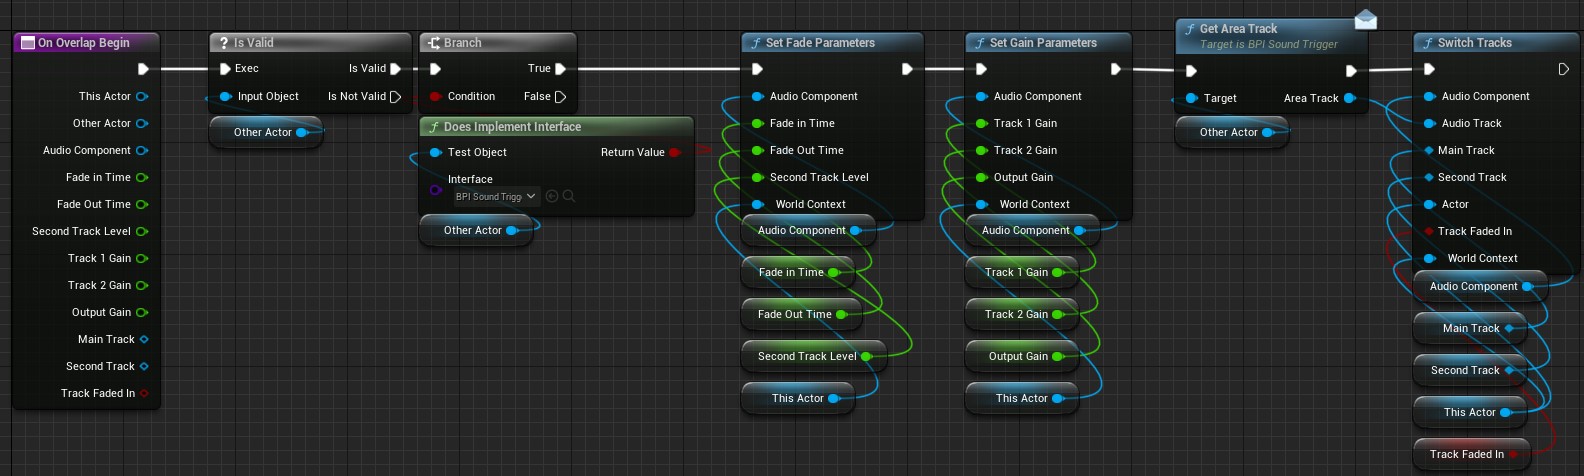 On Overlap Begin
This Actor
Other Actor
Audio Component
Fade in Time
Fade Out Time
Second Track Level
Track 1 Gain
Track 2 Gain
Output Gain
Main Track
Second Track
Track Faded In
? Is Valid
Exec
Is Valid
Input Object
Is Not Valid
Other Actor
Branch
True
Condition
False
f Does Implement Interface
Test Object
Return Value
Interface
BPI Sound Trigg
Other Actor
f Set Fade Parameters
Audio Component
Fade in Time
Fade Out Time
Second Track Level
World Context
Audio Component
Fade in Time
Fade Out Time
Second Track Level
This Actor
f Set Gain Parameters
Audio Component
Track 1 Gain
Track 2 Gain
Output Gain
World Context
Audio Component
Track 1 Gain
Track 2 Gain
Output Gain
This Actor
f Get Area Track
Target is BPI Sound Trigger
Target
Area Track
Other Actor
f Switch Tracks
Audio Component
Audio Track
Main Track
Second Track
Actor
Track Faded In
World Context
Audio Component
Main Track
Second Track
This Actor
Track Faded In